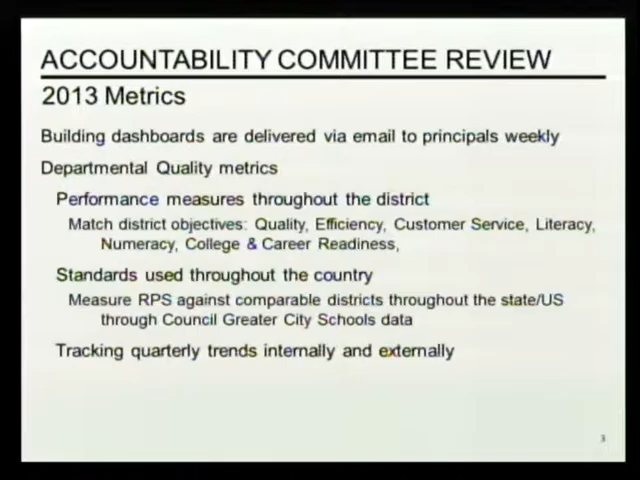 ACCOUNTABILITY COMMITTEE REVIEW
2013 Metrics
Building dashboards are delivered via email to principals weekly
Departmental Quality metrics
Performance measures throughout the district
Match district objectives: Quality, Efficiency, Customer Service, Literacy,
Numeracy, College & Career Readiness,
Standards used throughout the country
Measure RPS against comparable districts throughout the state/US
through Council Greater City Schools data
Tracking quarterly trends internally and externally
3